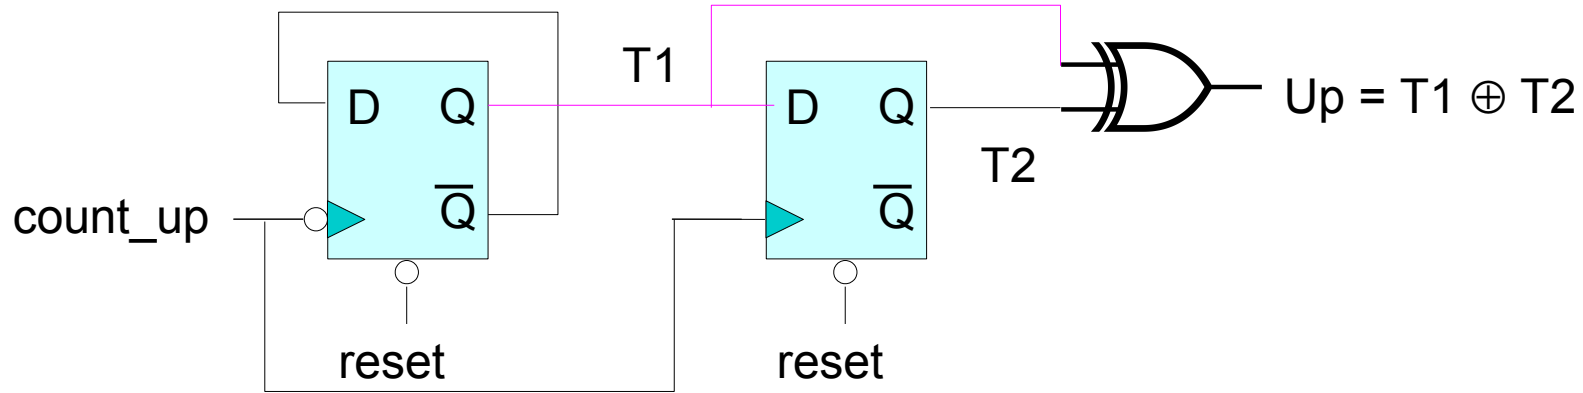 T1
D Q
D Q
Up = T1 ⊕ T2
T2
count_up
Q̅
Q̅
reset
reset